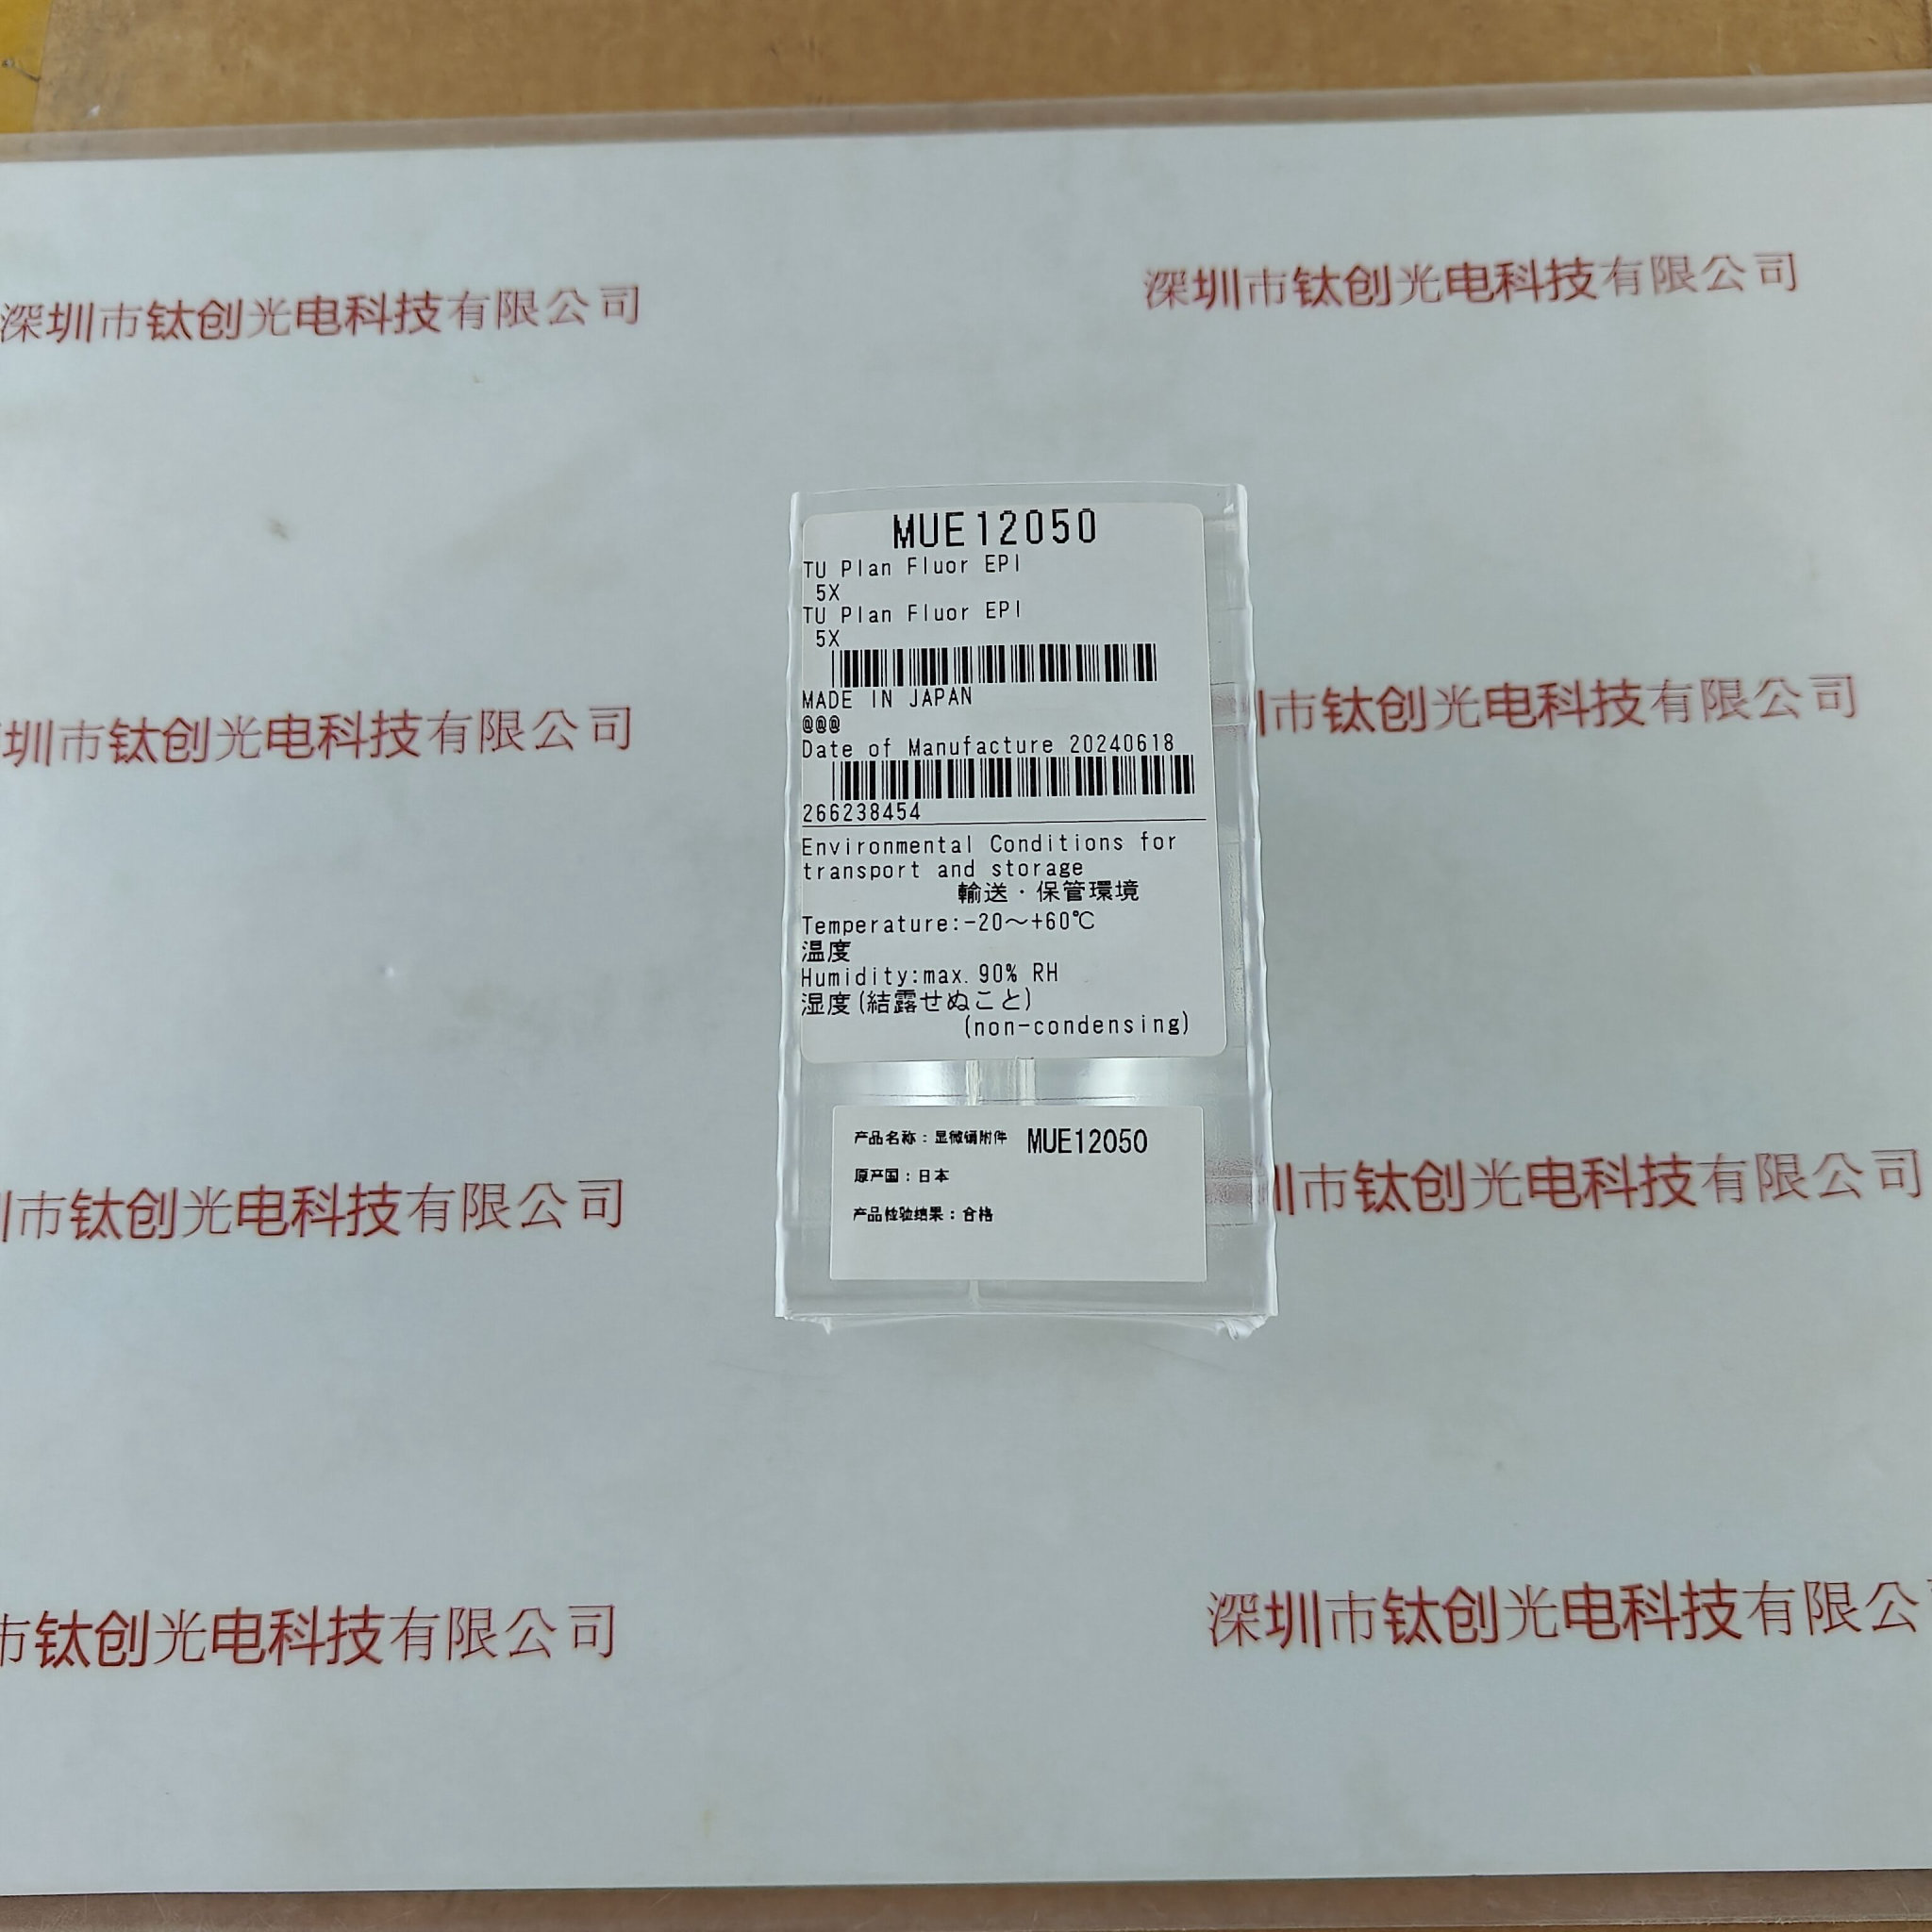 深圳市钛创光电科技有限公司
深圳市钛创光电科技有限公司
MUE12050
TU Plan Fluor EPI
5X
TU Plan Fluor EPI
5X
MADE IN JAPAN
@@@
Date of Manufacture 20240618
266238454
Environmental Conditions for
transport and storage
輸送・保管環境
Temperature:-20～+60℃
温度
Humidity:max. 90% RH
湿度(結露せぬこと)
(non-condensing)
产品名称：显微镜附件 MUE12050
原产国：日本
产品检验结果：合格
圳市钛创光电科技有限公司
圳市钛创光电科技有限公司
市钛创光电科技有限公司
圳市钛创光电科技有限公司
市钛创光电科技有限公司
深圳市钛创光电科技有限公